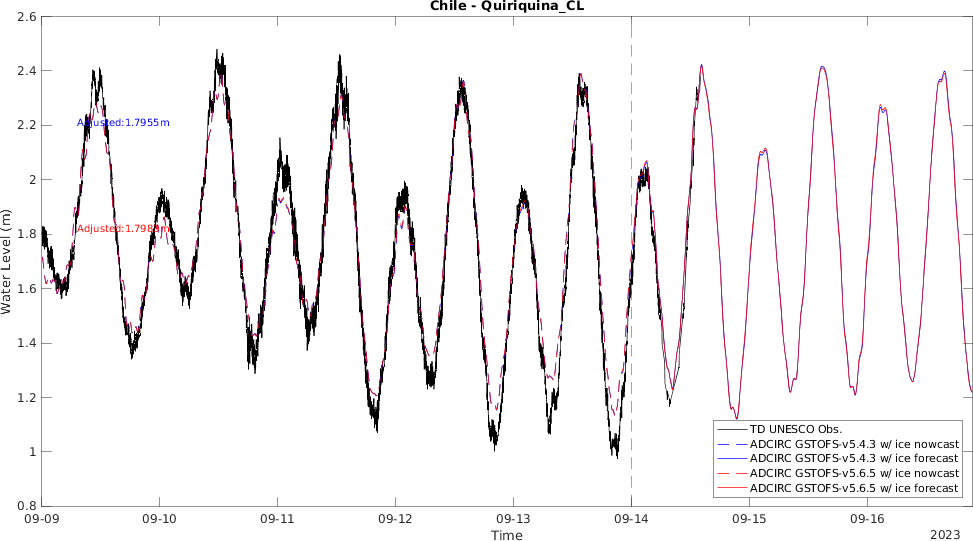 Chile - Quiriquina_CL
2.6
2.4
2.2
2
1.8
1.6
1.4
1.2
1
0.8
Water Level (m)
Adjusted:1.7955m
TD UNESCO Obs.
ADCIRC GSTOFS-v5.4.3 w/ ice nowcast
ADCIRC GSTOFS-v5.4.3 w/ ice forecast
ADCIRC GSTOFS-v5.6.5 w/ ice nowcast
ADCIRC GSTOFS-v5.6.5 w/ ice forecast
09-09
09-10
09-11
09-12
09-13
09-14
09-15
09-16
Time
2023